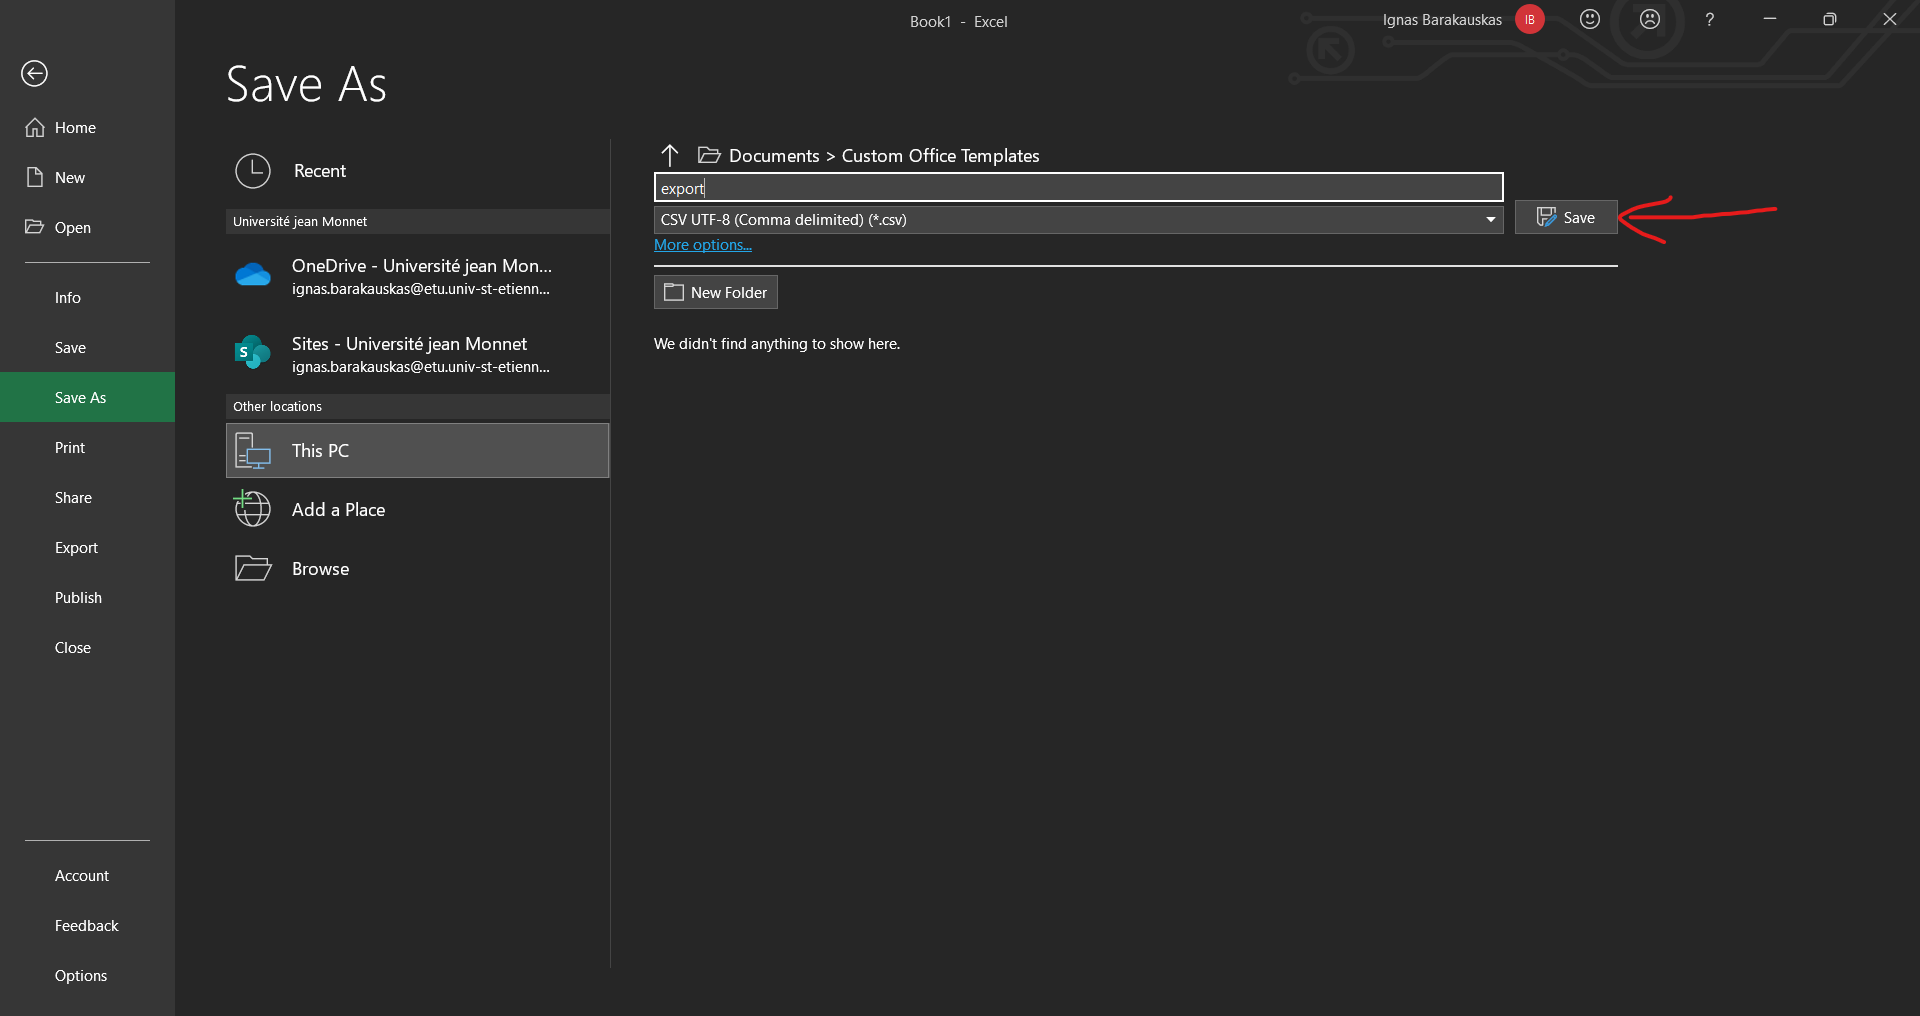 Book1 - Excel
Ignas Barakauskas
IB
?
Save As
Home
New
Open
Info
Save
Save As
Print
Share
Export
Publish
Close
Account
Feedback
Options
Recent
Université jean Monnet
OneDrive - Université jean Mon...
ignas.barakauskas@etu.univ-st-etienn...
S
Sites - Université jean Monnet
ignas.barakauskas@etu.univ-st-etienn...
Other locations
This PC
Add a Place
Browse
Documents > Custom Office Templates
export
CSV UTF-8 (Comma delimited) (*.csv)
Save
More options...
New Folder
We didn't find anything to show here.